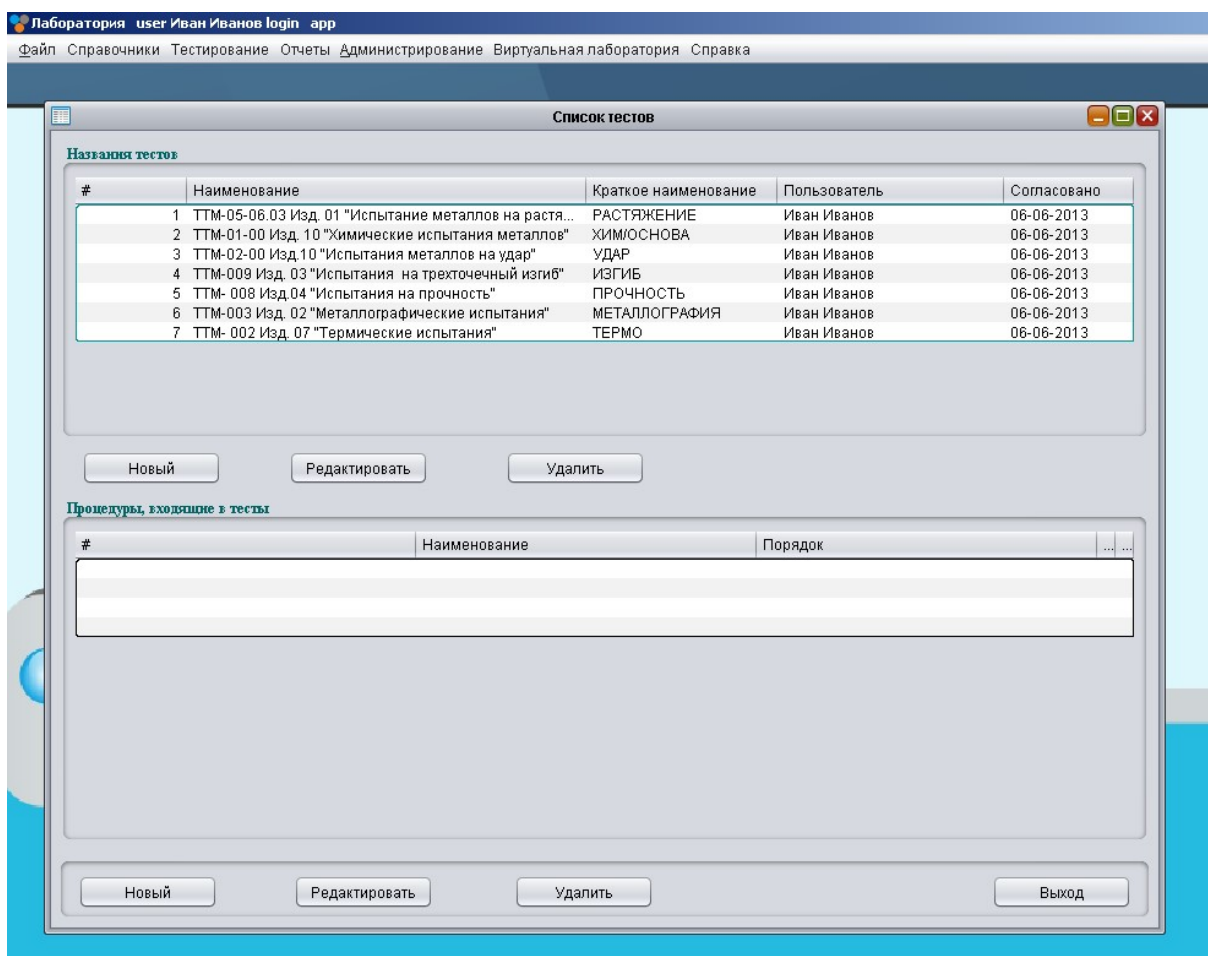 Лаборатория user Иван Иванов login app
Файл Справочники Тестирование Отчеты Администрирование Виртуальная лаборатория Справка
Список тестов
Названия тестов
# Наименование Краткое наименование Пользователь Согласовано
1 ТТМ-05-06.03 Изд. 01 "Испытание металлов на растя... РАСТЯЖЕНИЕ Иван Иванов 06-06-2013
2 ТТМ-01-00 Изд. 10 "Химические испытания металлов" ХИМ/ОСНОВА Иван Иванов 06-06-2013
3 ТТМ-02-00 Изд.10 "Испытания металлов на удар" УДАР Иван Иванов 06-06-2013
4 ТТМ-009 Изд. 03 "Испытания на трехточечный изгиб" ИЗГИБ Иван Иванов 06-06-2013
5 ТТМ- 008 Изд.04 "Испытания на прочность" ПРОЧНОСТЬ Иван Иванов 06-06-2013
6 ТТМ-003 Изд. 02 "Металлографические испытания" МЕТАЛЛОГРАФИЯ Иван Иванов 06-06-2013
7 ТТМ- 002 Изд. 07 "Термические испытания" ТЕРМО Иван Иванов 06-06-2013
Новый Редактировать Удалить
Процедуры, входящие в тесты
# Наименование Порядок ... ...
Новый Редактировать Удалить Выход